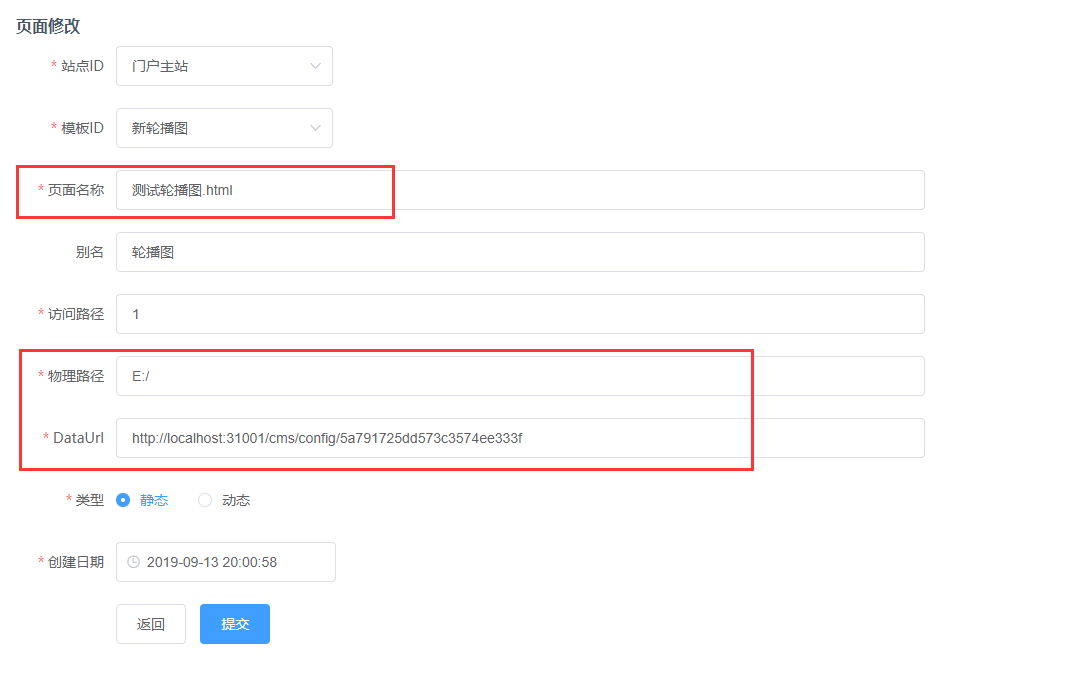 页面修改
* 站点ID 门户主站
* 模板ID 新轮播图
* 页面名称 测试轮播图.html
别名 轮播图
* 访问路径 1
* 物理路径 E:/
* DataUrl http://localhost:31001/cms/config/5a791725dd573c3574ee333f
* 类型 静态 动态
* 创建日期 2019-09-13 20:00:58
返回 提交